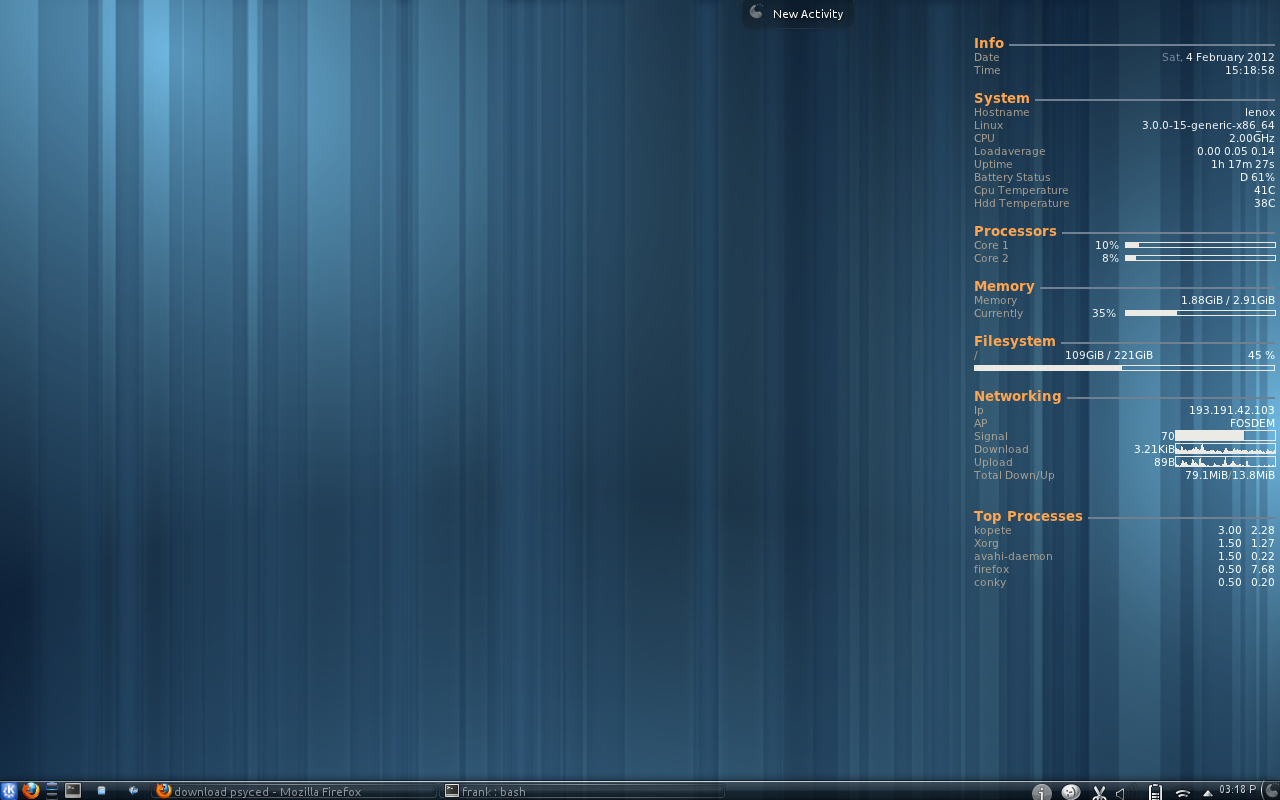 New Activity
Info
Date Sat, 4 February 2012
Time 15:18:58
System
Hostname lenox
Linux 3.0.0-15-generic-x86_64
CPU 2.00GHz
Loadaverage 0.00 0.05 0.14
Uptime 1h 17m 27s
Battery Status D 61%
Cpu Temperature 41C
Hdd Temperature 38C
Processors
Core 1 10%
Core 2 8%
Memory
Memory 1.88GiB / 2.91GiB
Currently 35%
Filesystem
/ 109GiB / 221GiB 45 %
Networking
Ip 193.191.42.103
AP FOSDEM
Signal 70
Download 3.21KiB
Upload 89B
Total Down/Up 79.1MiB/13.8MiB
Top Processes
kopete 3.00 2.28
Xorg 1.50 1.27
avahi-daemon 1.50 0.22
firefox 0.50 7.68
conky 0.50 0.20
download psyced - Mozilla Firefox
frank : bash
03:18 P